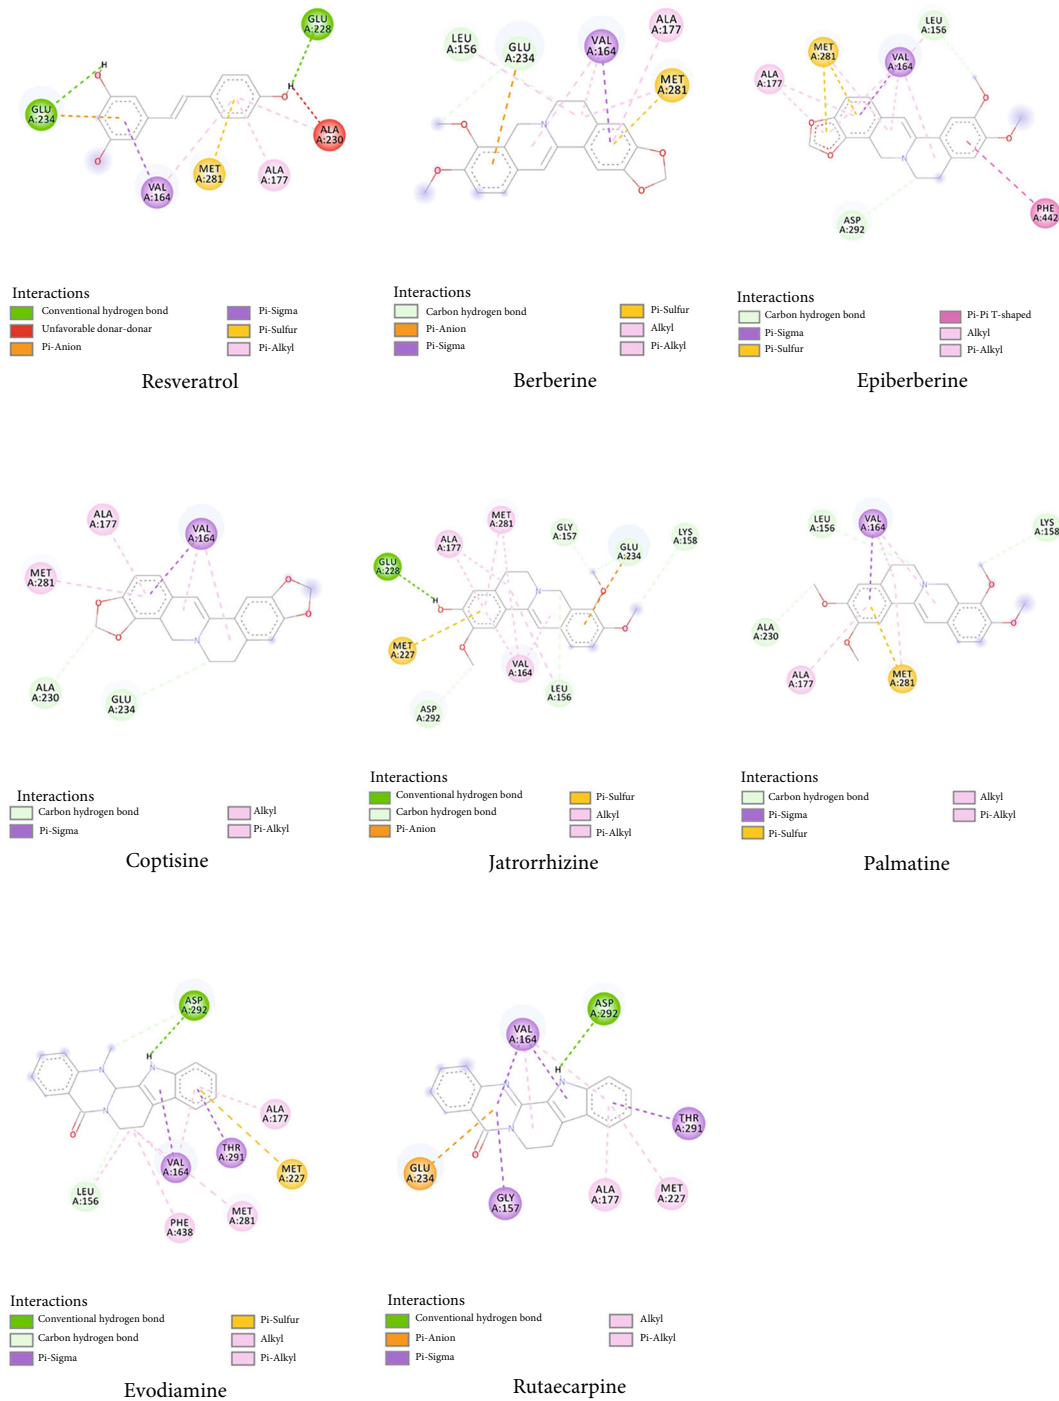 GLU
A:228
H
O
GLU
A:234
O
H
O
ALA
A:230
VAL
A:164
MET
A:281
ALA
A:177
Interactions
Conventional hydrogen bond
Unfavorable donar-donar
Pi-Anion
Pi-Sigma
Pi-Sulfur
Pi-Alkyl
Resveratrol
LEU
A:156
GLU
A:234
VAL
A:164
ALA
A:177
MET
A:281
O
O
N
O
O
Interactions
Carbon hydrogen bond
Pi-Anion
Pi-Sigma
Pi-Sulfur
Alkyl
Pi-Alkyl
Berberine
LEU
A:156
MET
A:281
VAL
A:164
ALA
A:177
O
O
O
O
N
ASP
A:292
PHE
A:442
Interactions
Carbon hydrogen bond
Pi-Sigma
Pi-Sulfur
Pi-Pi T-shaped
Alkyl
Pi-Alkyl
Epiberberine
ALA
A:177
VAL
A:164
MET
A:281
O
O
N
O
O
ALA
A:230
GLU
A:234
Interactions
Carbon hydrogen bond
Pi-Sigma
Alkyl
Pi-Alkyl
Coptisine
MET
A:281
ALA
A:177
GLY
A:157
GLU
A:234
LYS
A:158
GLU
A:228
H
O
N
O
O
O
MET
A:227
VAL
A:164
LEU
A:156
ASP
A:292
Interactions
Conventional hydrogen bond
Carbon hydrogen bond
Pi-Anion
Pi-Sulfur
Alkyl
Pi-Alkyl
Jatrorrhizine
LEU
A:156
VAL
A:164
LYS
A:158
O
O
N
O
O
ALA
A:230
ALA
A:177
MET
A:281
Interactions
Carbon hydrogen bond
Pi-Sigma
Pi-Sulfur
Alkyl
Pi-Alkyl
Palmatine
ASP
A:292
H
N
N
N
O
ALA
A:177
THR
A:291
VAL
A:164
MET
A:227
LEU
A:156
PHE
A:438
MET
A:281
Interactions
Conventional hydrogen bond
Carbon hydrogen bond
Pi-Sigma
Pi-Sulfur
Alkyl
Pi-Alkyl
Evodiamine
ASP
A:292
VAL
A:164
H
N
N
N
O
THR
A:291
GLU
A:234
GLY
A:157
ALA
A:177
MET
A:227
Interactions
Conventional hydrogen bond
Pi-Anion
Pi-Sigma
Alkyl
Pi-Alkyl
Rutaecarpine